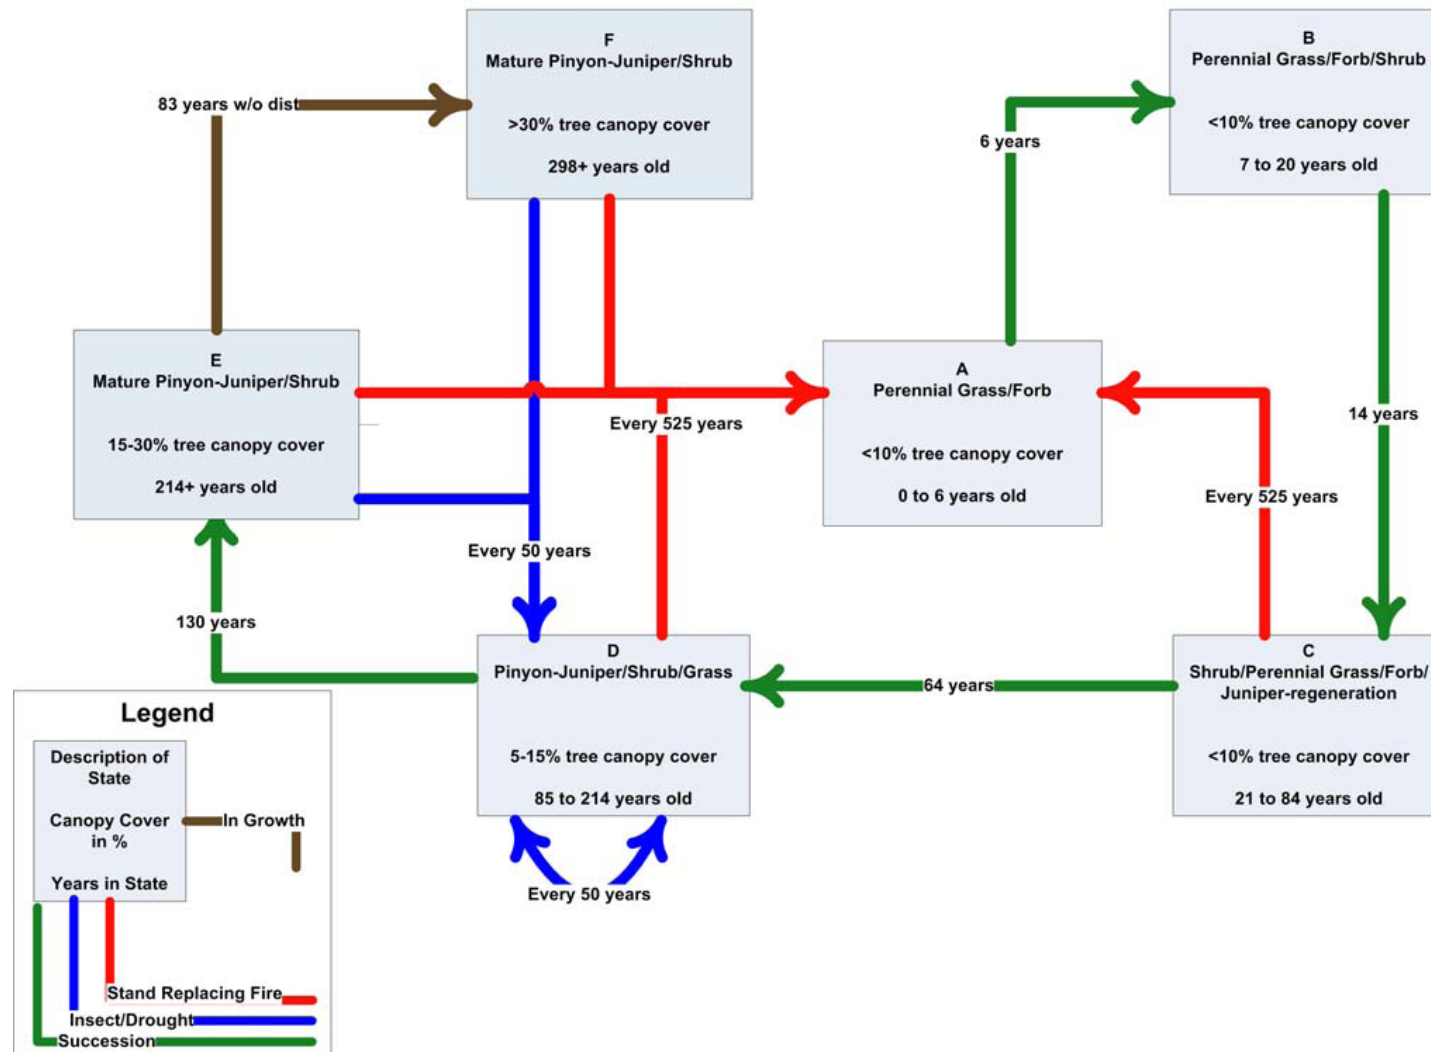 F
Mature Pinyon-Juniper/Shrub
>30% tree canopy cover
298+ years old
B
Perennial Grass/Forb/Shrub
<10% tree canopy cover
7 to 20 years old
83 years w/o dist
6 years
E
Mature Pinyon-Juniper/Shrub
15-30% tree canopy cover
214+ years old
A
Perennial Grass/Forb
<10% tree canopy cover
0 to 6 years old
Every 525 years
14 years
Every 525 years
Every 50 years
130 years
D
Pinyon-Juniper/Shrub/Grass
5-15% tree canopy cover
85 to 214 years old
64 years
C
Shrub/Perennial Grass/Forb/
Juniper-regeneration
<10% tree canopy cover
21 to 84 years old
Every 50 years
Legend
Description of
State
Canopy Cover
in %
Years in State
In Growth
Stand Replacing Fire
Insect/Drought
Succession